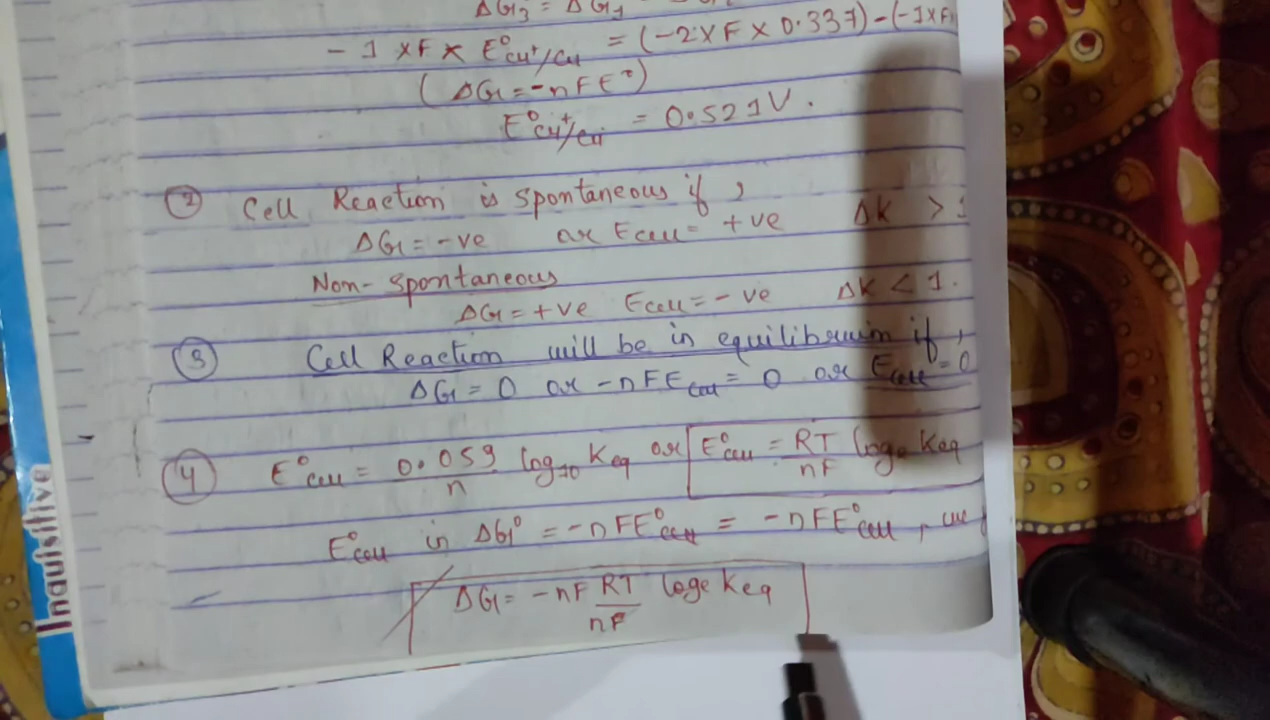 ΔG3 = ΔG1
- 1 × F × E°Cu+/Cu = (-2 × F × 0.337) - (-1 × F
(ΔG = -nFE°)
E°Cu+/Cu = 0.521V.
② Cell Reaction is spontaneous if,
ΔG = -ve or Ecell = +ve ΔK > 1
Non-spontaneous
ΔG = +ve Ecell = -ve ΔK < 1.
③ Cell Reaction will be in equilibrium if,
ΔG = 0 or -nFEcell = 0 or Ecell = 0
④ E°cell = 0.059/n log10 Keq or E°cell = RT/nF loge Keq
E°cell in ΔG° = -nFE°cell = -nFE°cell, we
ΔG = -nF RT/nF loge Keq
Inquisitive